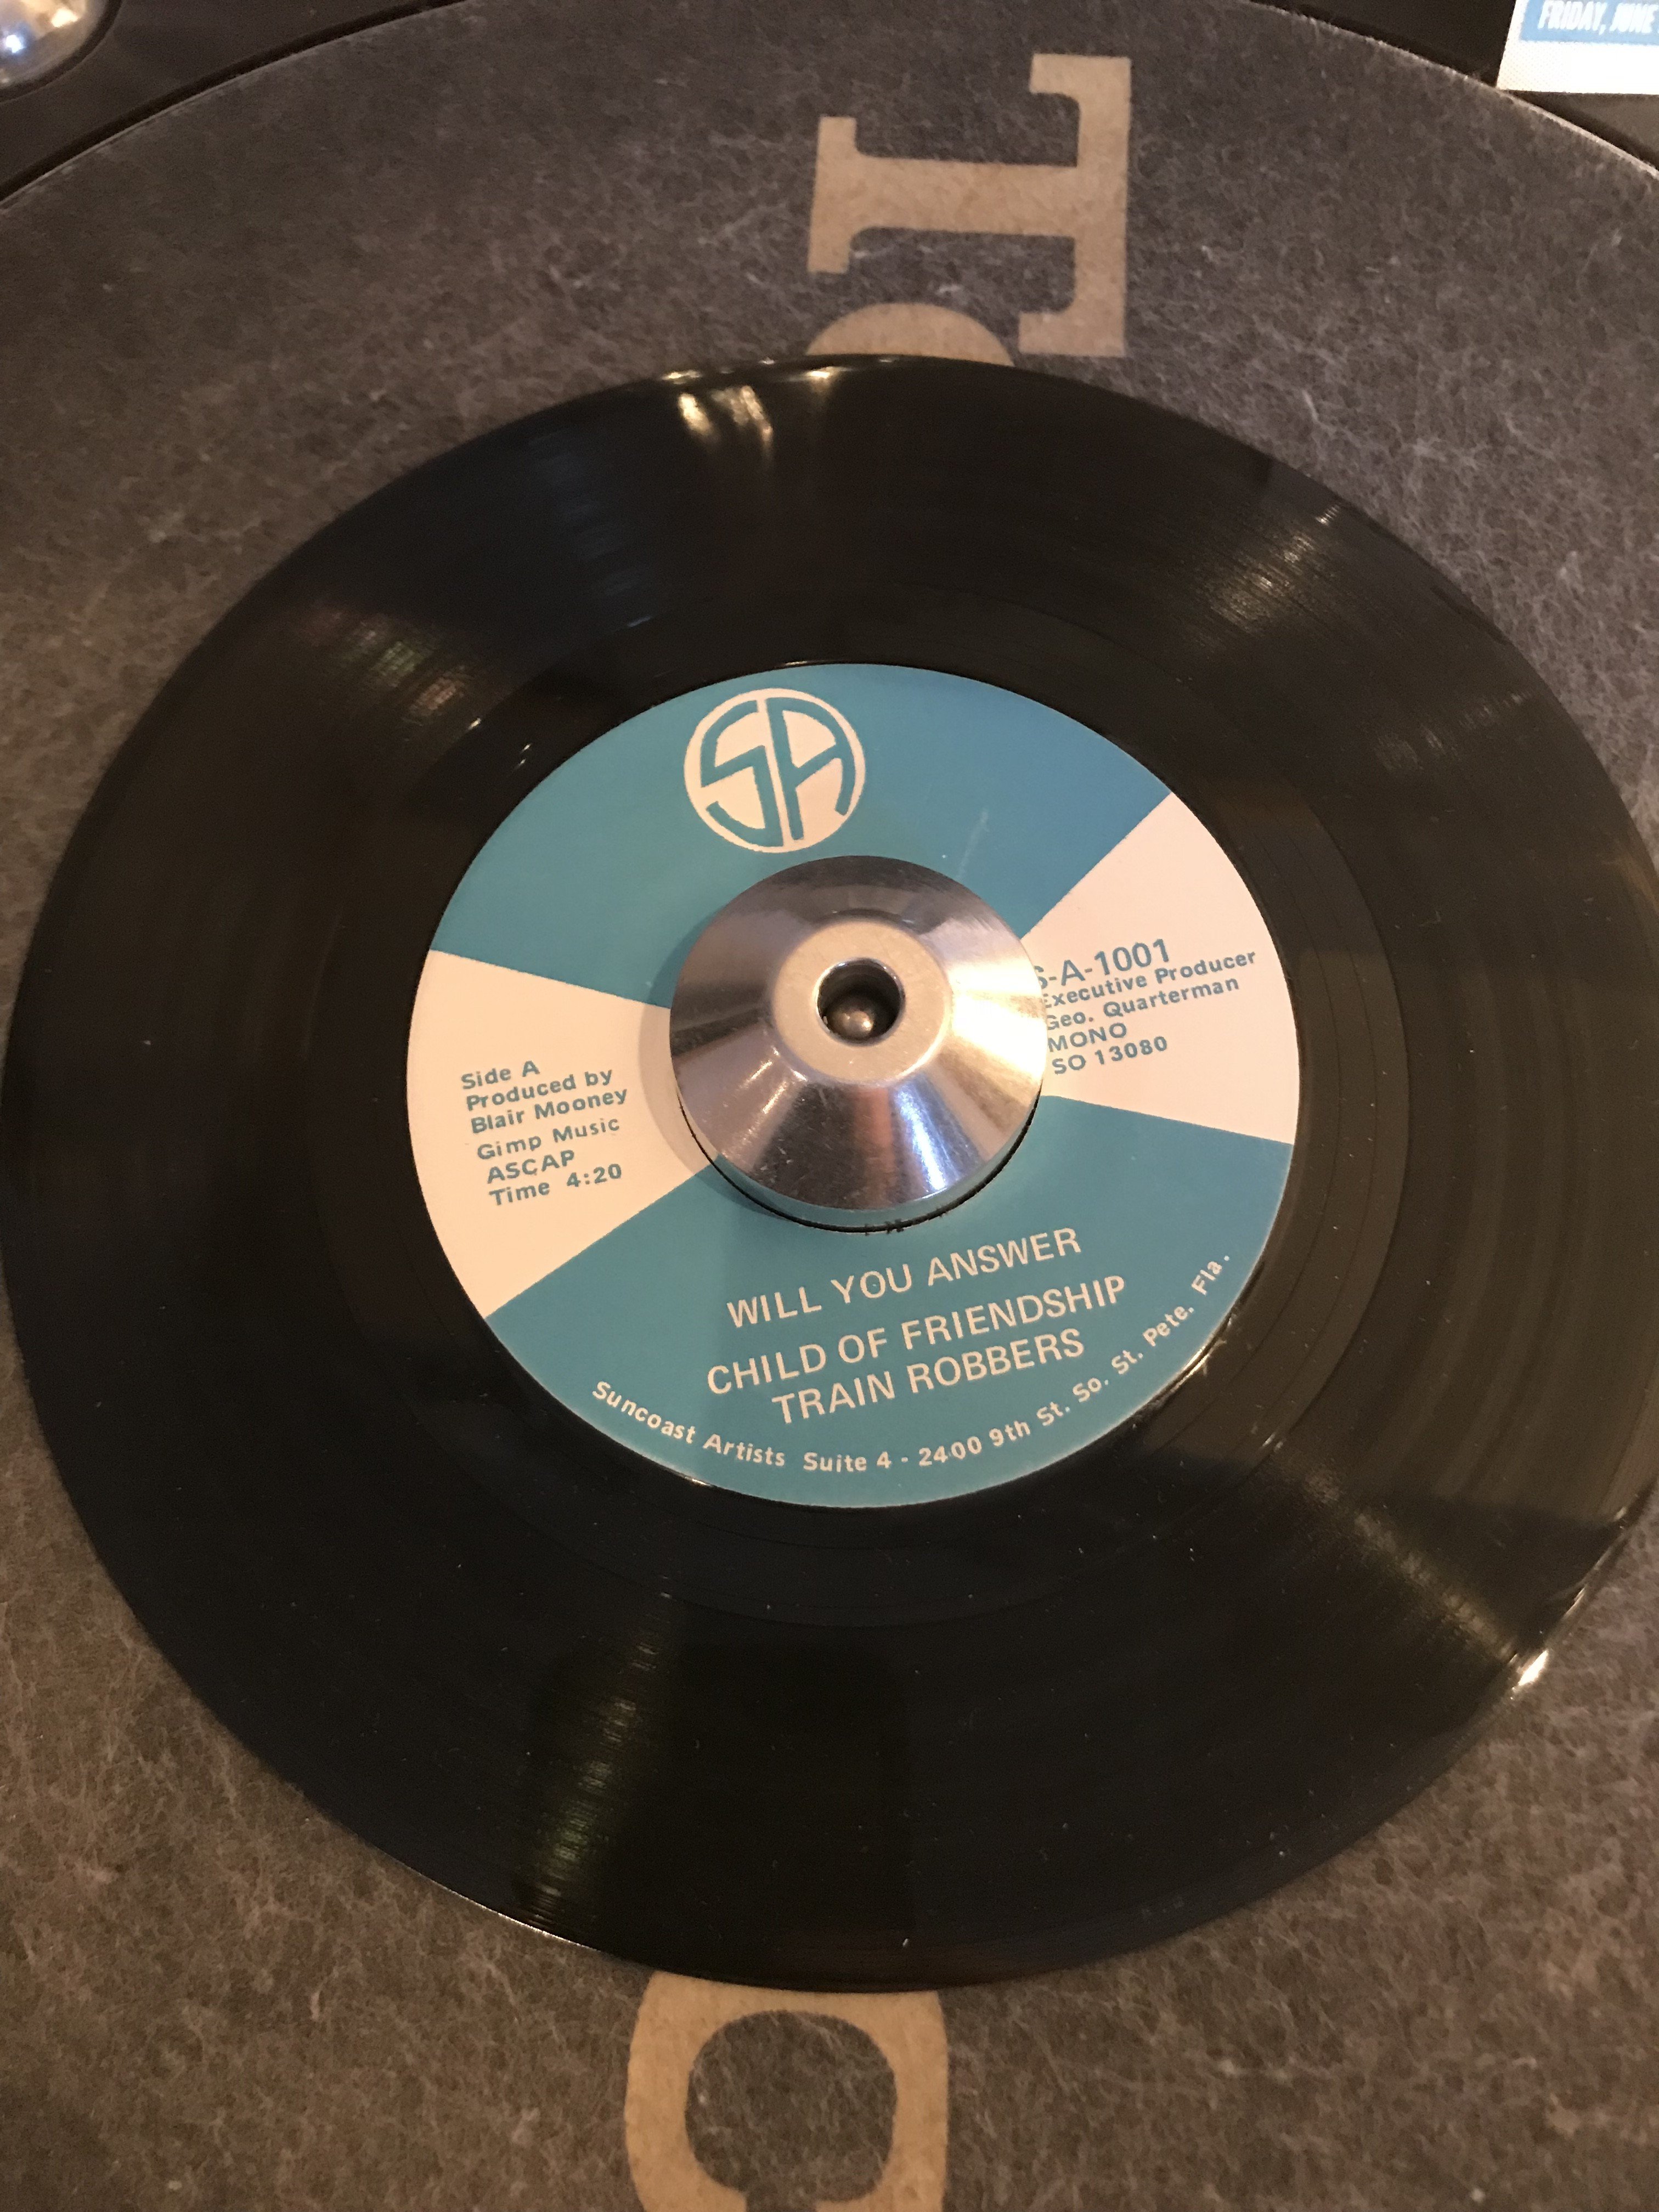 FRIDAY, JUNE
SA
S-A-1001
Executive Producer
Geo. Quarterman
MONO
SO 13080
Side A
Produced by
Blair Mooney
Gimp Music
ASCAP
Time 4:20
WILL YOU ANSWER
CHILD OF FRIENDSHIP
TRAIN ROBBERS
Suncoast Artists Suite 4 - 2400 9th St. So. St. Pete. Fla.